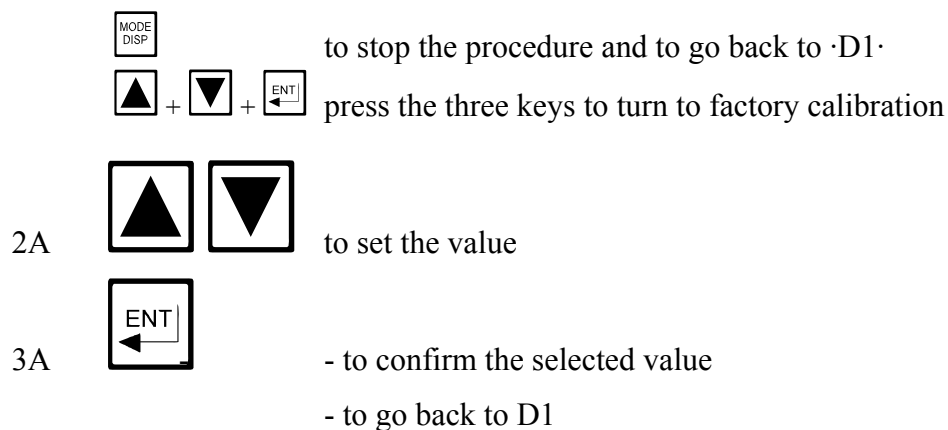 MODE
DISP to stop the procedure and to go back to ·D1·
+ + ENT press the three keys to turn to factory calibration
2A to set the value
ENT
3A - to confirm the selected value
- to go back to D1